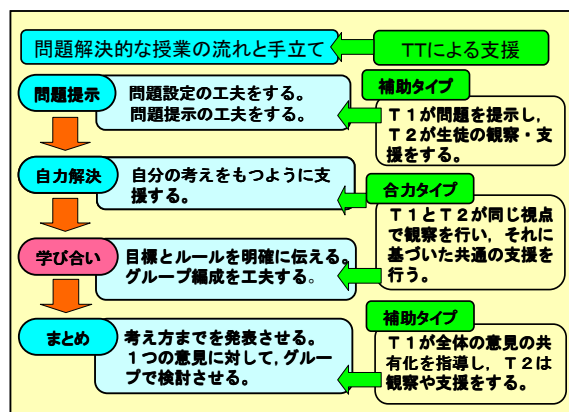 問題解決的な授業の流れと手立て
TTによる支援
問題提示
問題設定の工夫をする。
問題提示の工夫をする。
補助タイプ
T1が問題を提示し,
T2が生徒の観察・支
援をする。
自力解決
自分の考えをもつように支
援する。
合力タイプ
T1とT2が同じ視点
で観察を行い,それに
基づいた共通の支援を
行う。
学び合い
目標とルールを明確に伝える。
グループ編成を工夫する.
まとめ
考え方までを発表させる。
1つの意見に対して,グルー
プで検討させる。
補助タイプ
T1が全体の意見の共
有化を指導し,T2は
観察や支援をする。